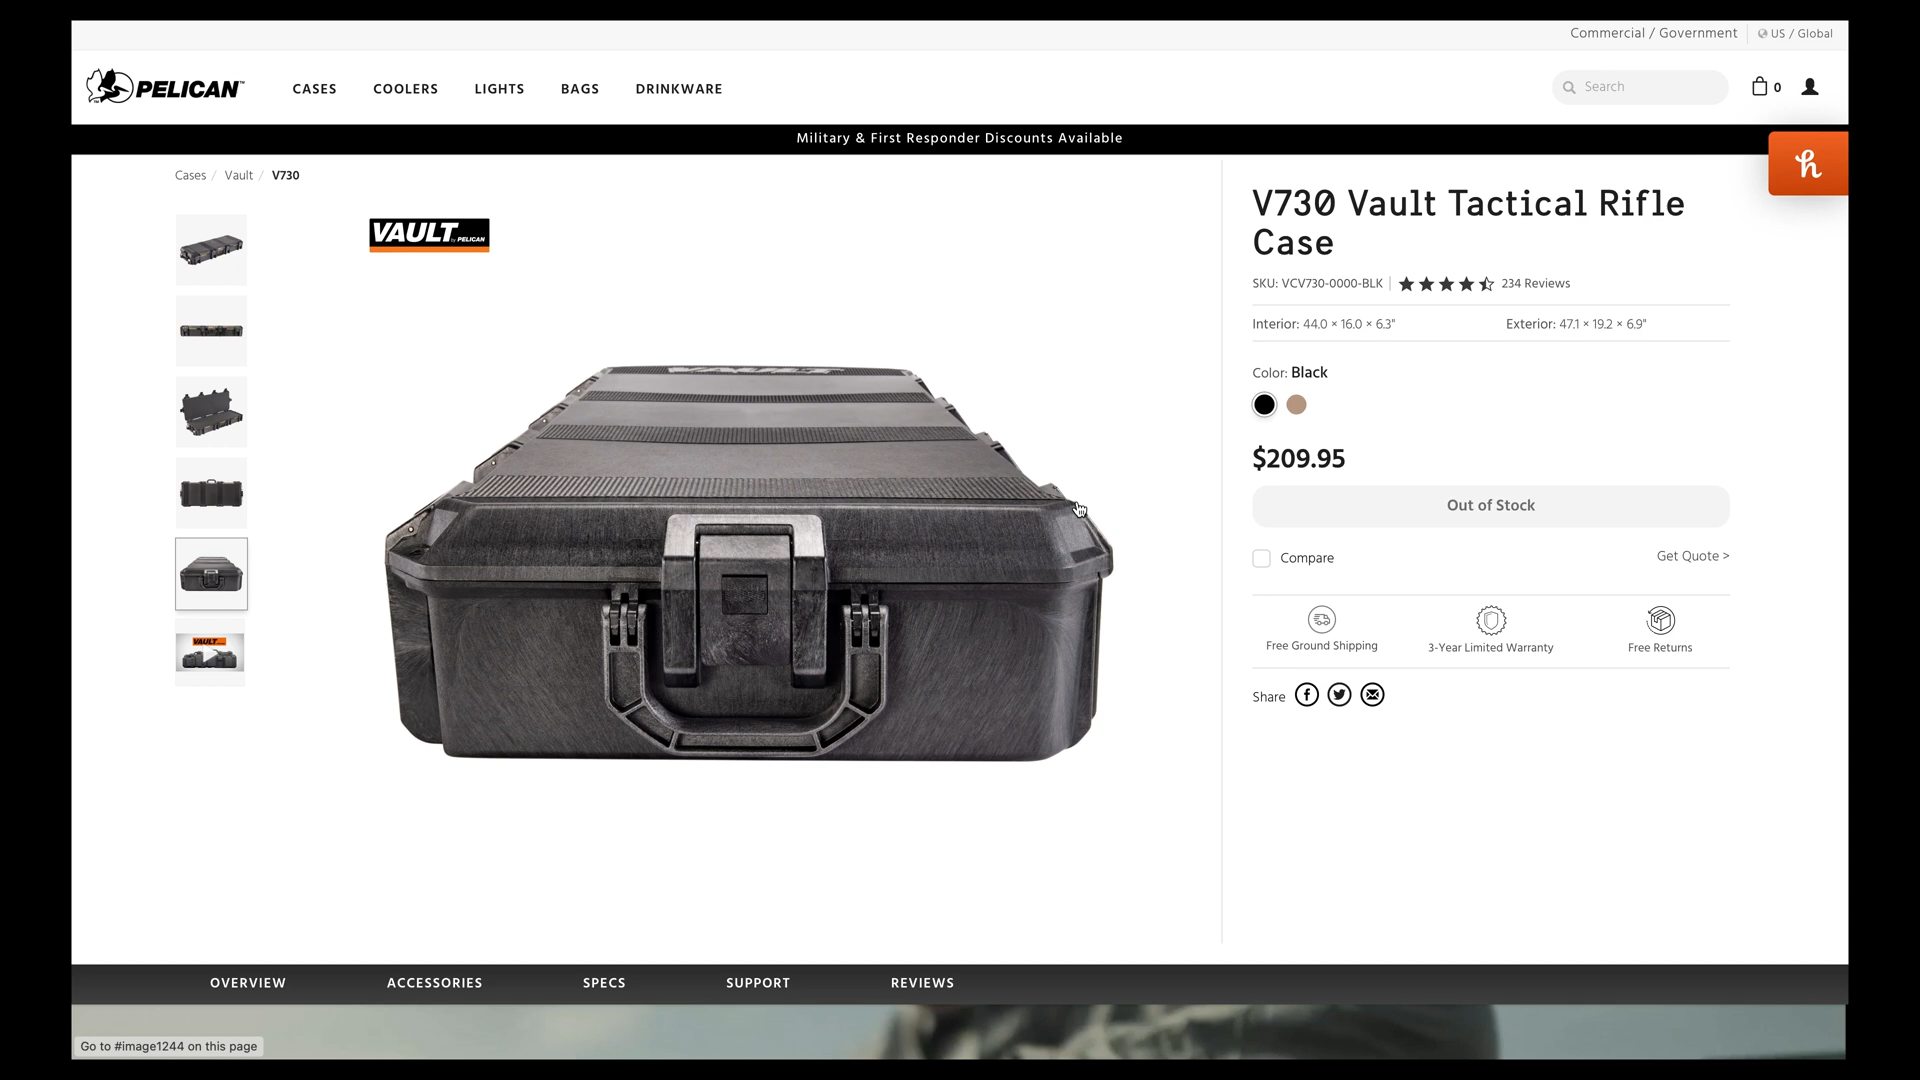 Commercial / Government
US / Global
PELICAN™
CASES
COOLERS
LIGHTS
BAGS
DRINKWARE
Search
0
Military & First Responder Discounts Available
Cases / Vault / V730
VAULT by PELICAN
V730 Vault Tactical Rifle
Case
SKU: VCV730-0000-BLK
234 Reviews
Interior: 44.0 × 16.0 × 6.3"
Exterior: 47.1 × 19.2 × 6.9"
Color: Black
$209.95
Out of Stock
Compare
Get Quote >
Free Ground Shipping
3-Year Limited Warranty
Free Returns
Share
VAULT
VAULT
OVERVIEW
ACCESSORIES
SPECS
SUPPORT
REVIEWS
Go to #image1244 on this page